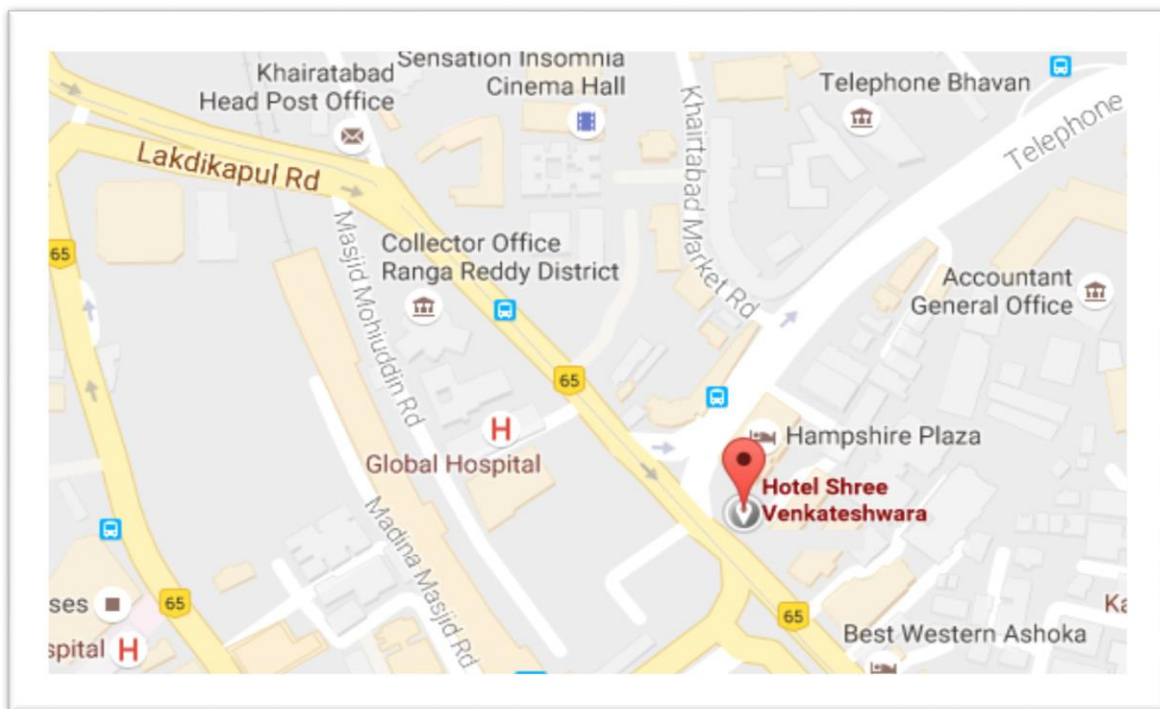 Sensation Insomnia
Cinema Hall
Khairatabad
Head Post Office
Telephone Bhavan
Telephone
Lakdikapul Rd
Khairtabad Market Rd
Masjid Mohiuddin Rd
Collector Office
Ranga Reddy District
65
Accountant
General Office
65
H
Hampshire Plaza
Global Hospital
Hotel Shree
Venkateshwara
Madina Masjid Rd
ses
65
65
Ka
spital H
Best Western Ashoka